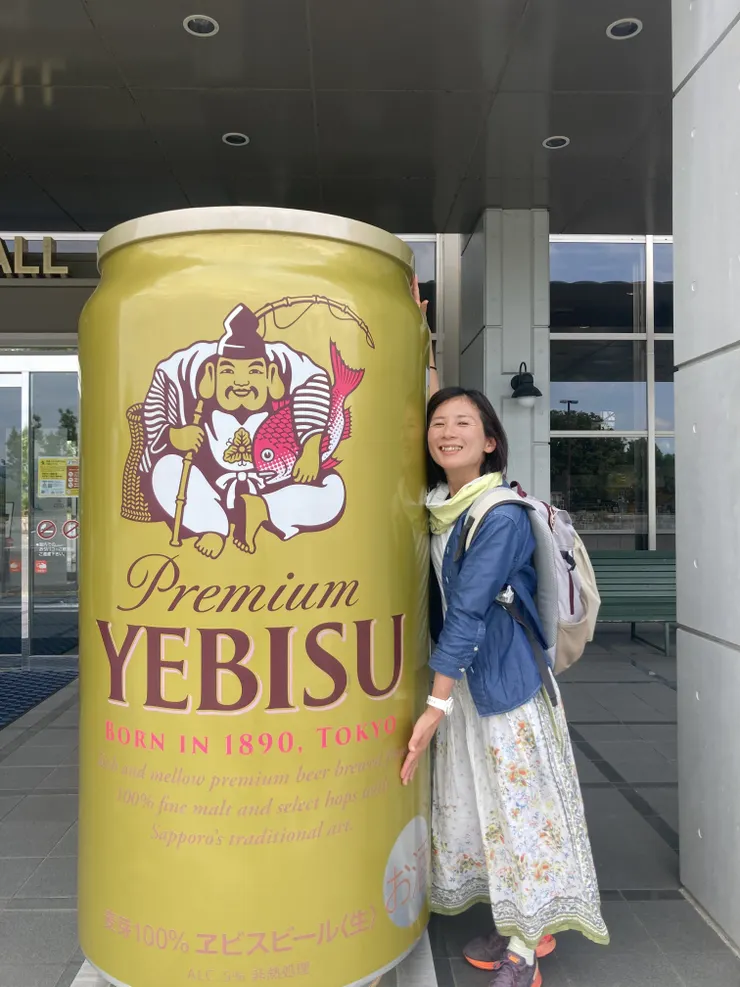 ALL
Premium
YEBISU
BORN IN 1890, TOKYO
and mellow premium beer brewed
100% fine malt and select hops
Sapporo's traditional art.
お
麦芽100% ヱビスビール〈生〉